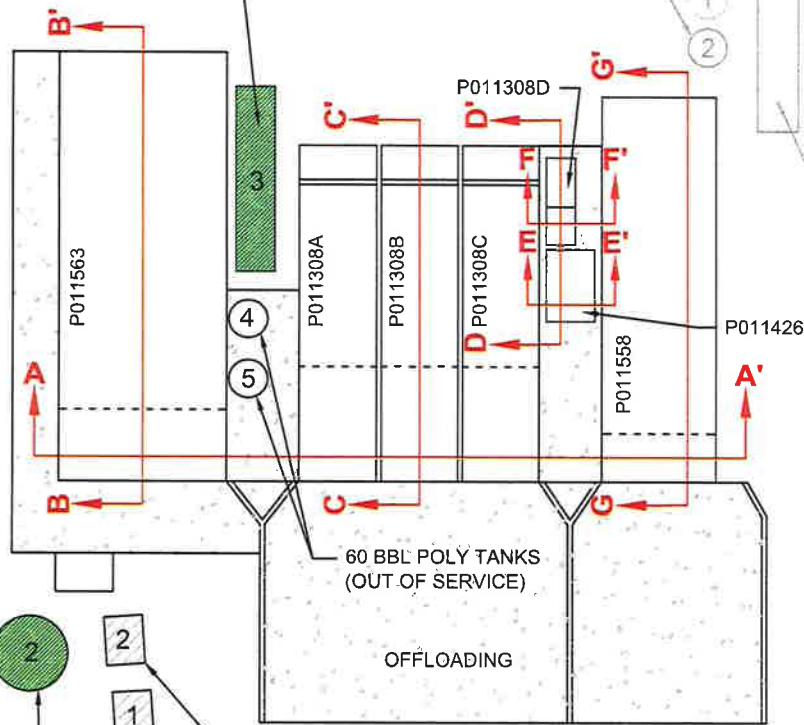 B'
2
G'
P011308D
C'
D'
F
F'
3
P011563
P011308A
P011308B
P011308C
E
E'
4
P011426
D
5
P011558
A
A'
B
C
G
60 BBL POLY TANKS
(OUT OF SERVICE)
2
2
OFFLOADING
1